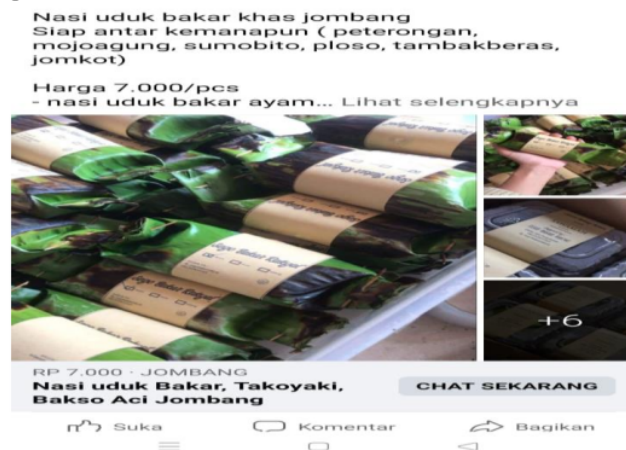 Nasi uduk bakar khas jombang
Siap antar kemanapun ( peterongan,
mojoagung, sumobito, ploso, tambakberas,
jomkot)
Harga 7.000/pcs
- nasi uduk bakar ayam... Lihat selengkapnya
+6
RP 7.000 · JOMBANG
Nasi uduk Bakar, Takoyaki,
Bakso Aci Jombang
CHAT SEKARANG
Suka
Komentar
Bagikan